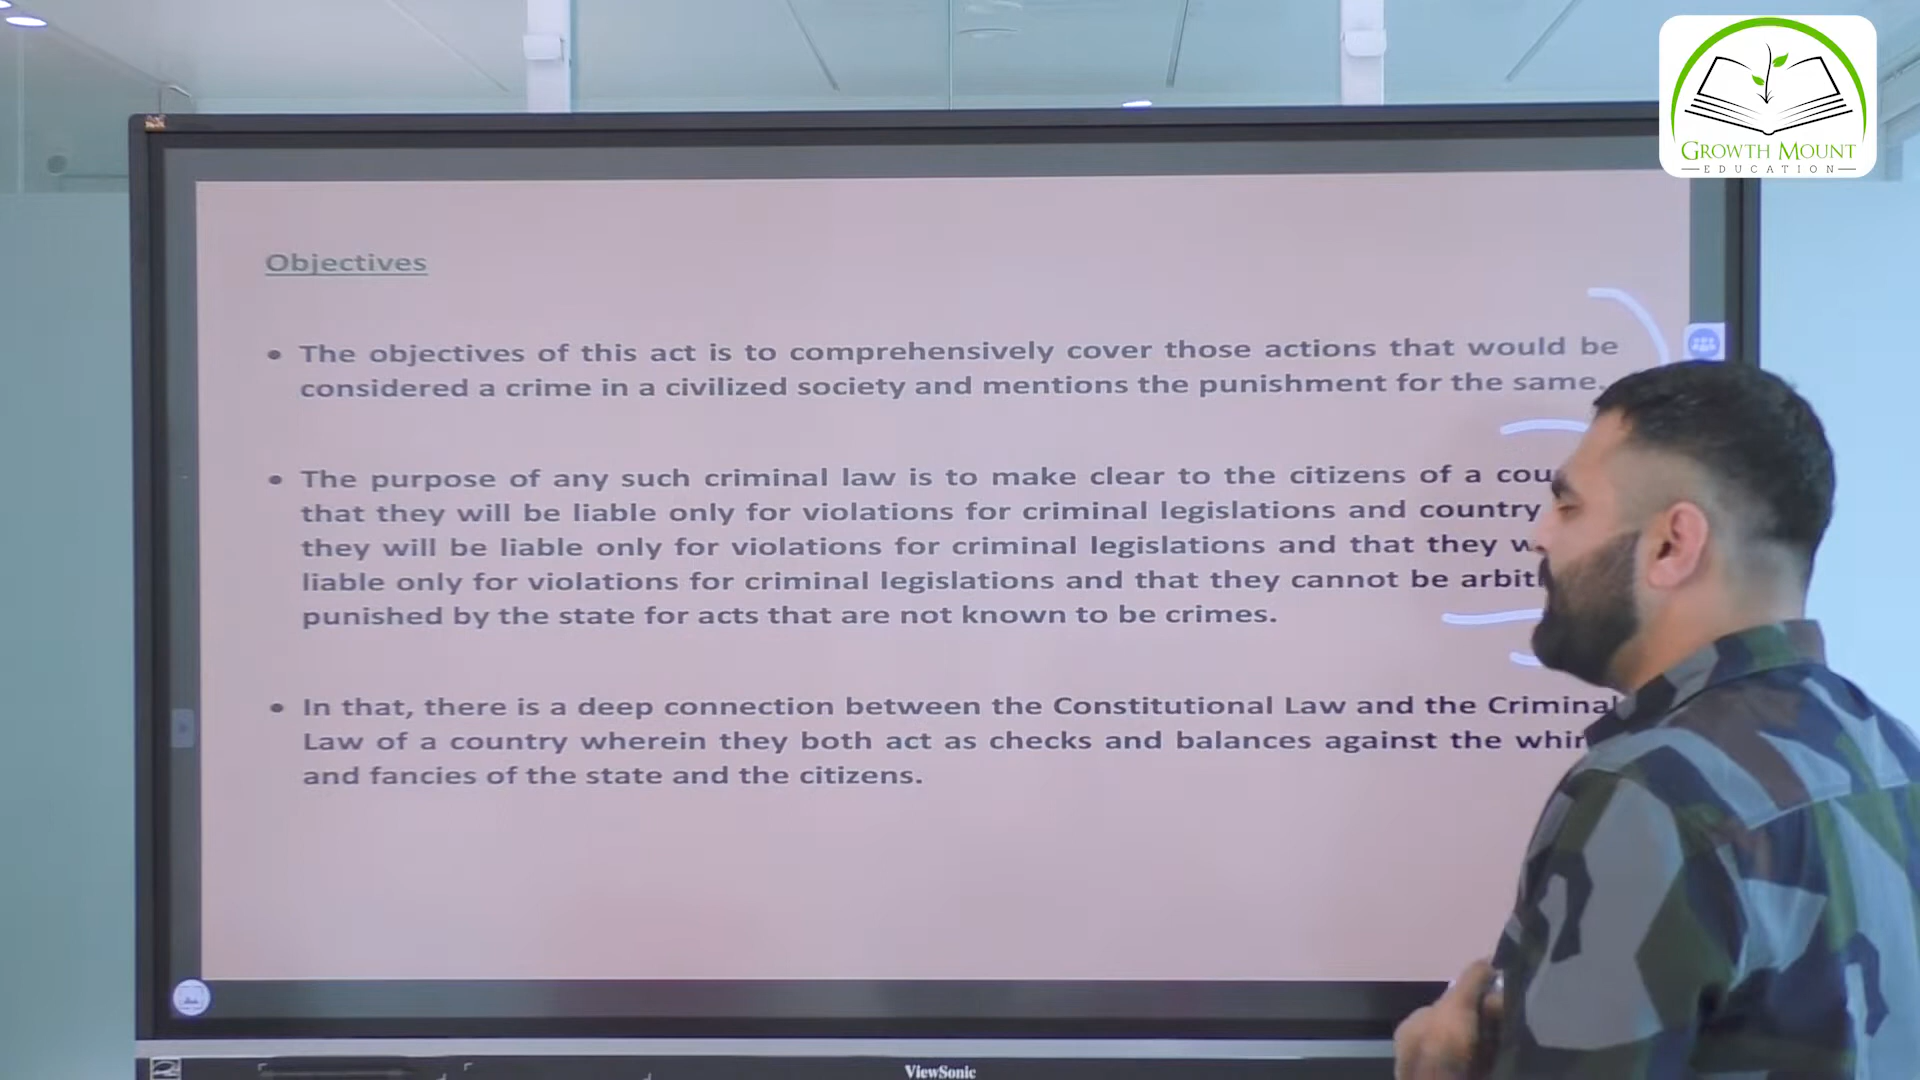 GROWTH MOUNT
EDUCATION
Objectives
• The objectives of this act is to comprehensively cover those actions that would be
considered a crime in a civilized society and mentions the punishment for the same.
• The purpose of any such criminal law is to make clear to the citizens of a
that they will be liable only for violations for criminal legislations and country
they will be liable only for violations for criminal legislations and that they
liable only for violations for criminal legislations and that they cannot be
punished by the state for acts that are not known to be crimes.
• In that, there is a deep connection between the Constitutional Law and the Criminal
Law of a country wherein they both act as checks and balances against the
and fancies of the state and the citizens.
ViewSonic